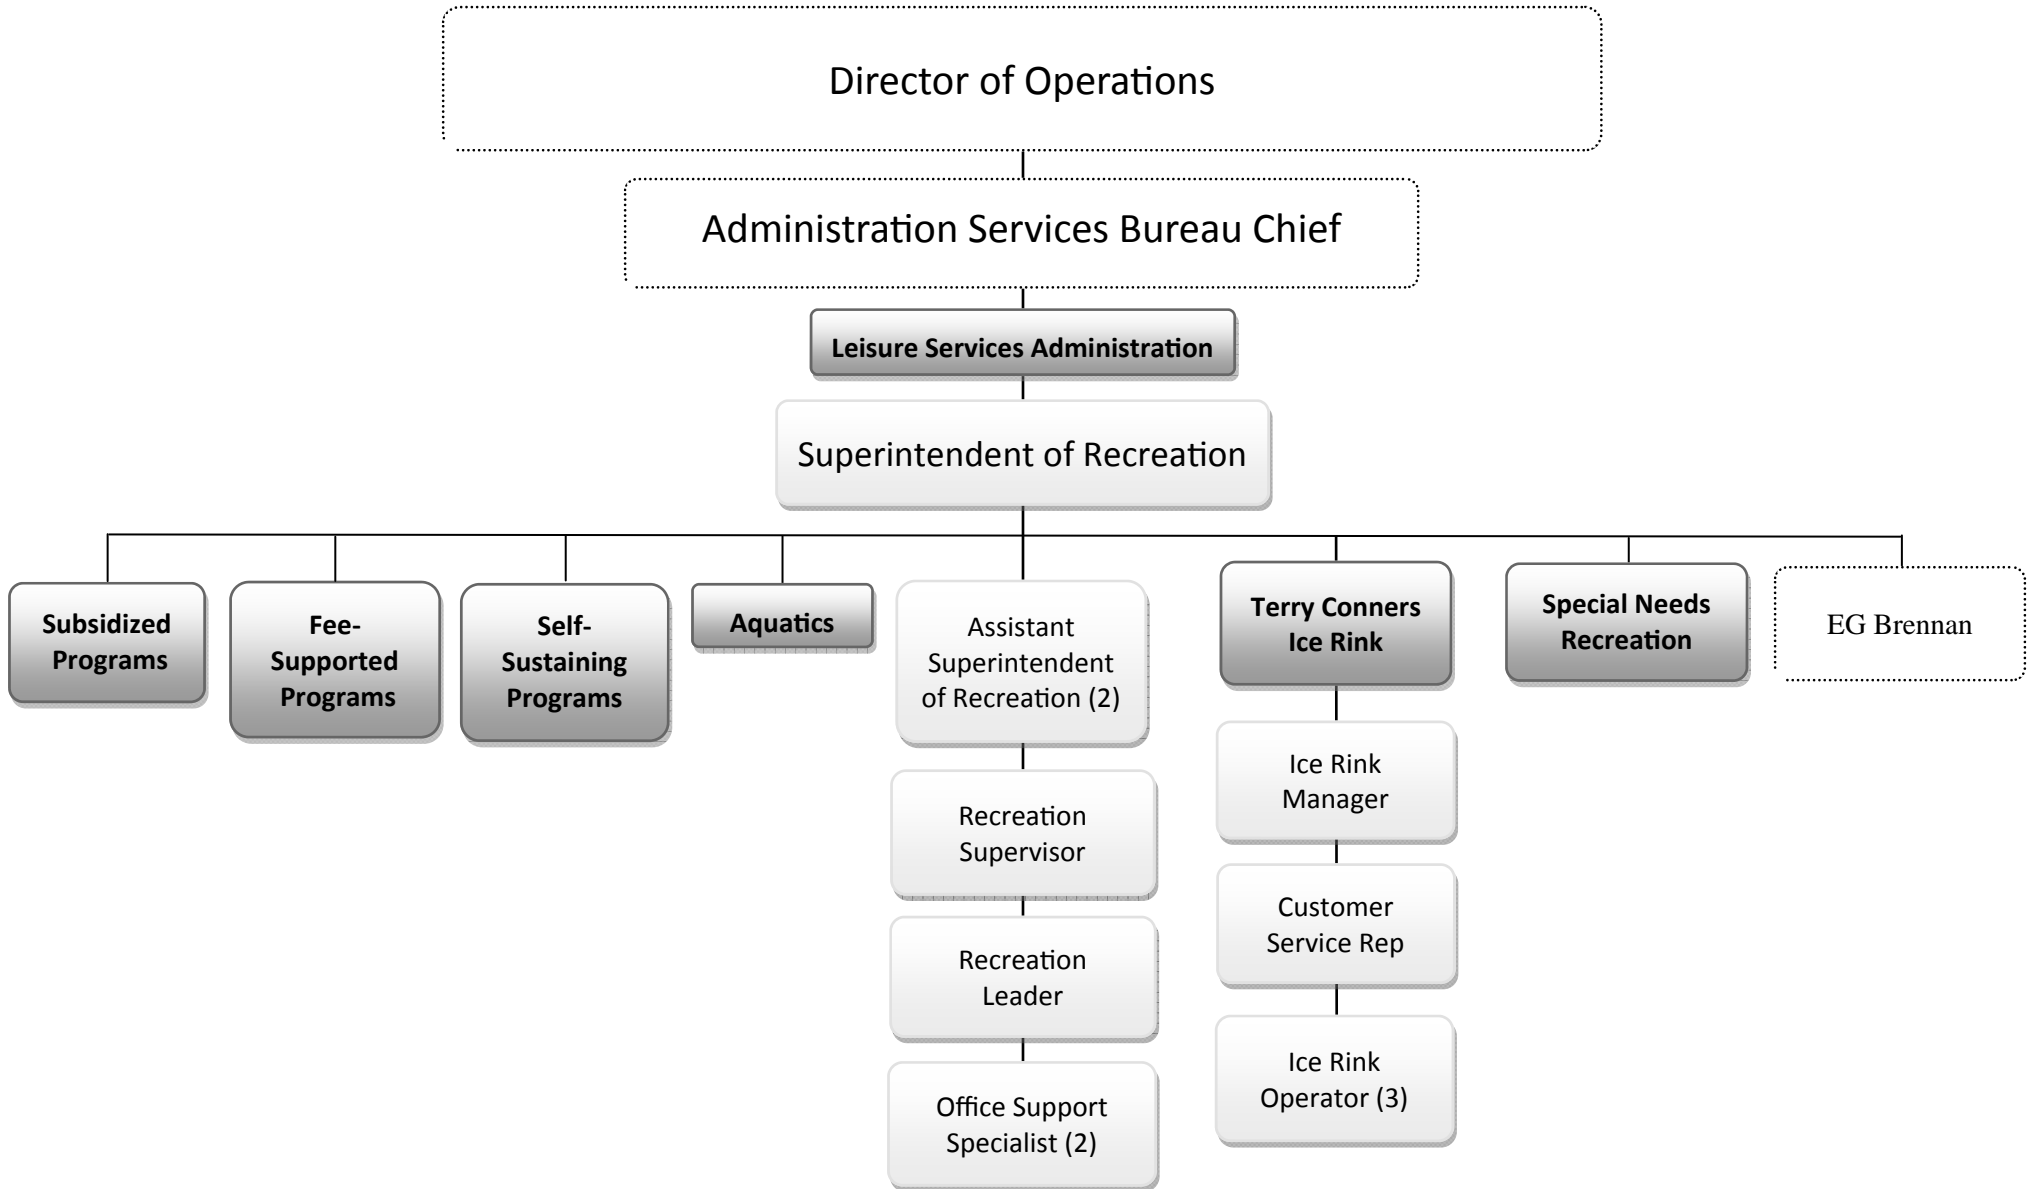 Director of Operations
Administration Services Bureau Chief
Leisure Services Administration
Superintendent of Recreation
Subsidized
Programs
Fee-
Supported
Programs
Self-
Sustaining
Programs
Aquatics
Assistant
Superintendent
of Recreation (2)
Recreation
Supervisor
Recreation
Leader
Office Support
Specialist (2)
Terry Conners
Ice Rink
Ice Rink
Manager
Customer
Service Rep
Ice Rink
Operator (3)
Special Needs
Recreation
EG Brennan